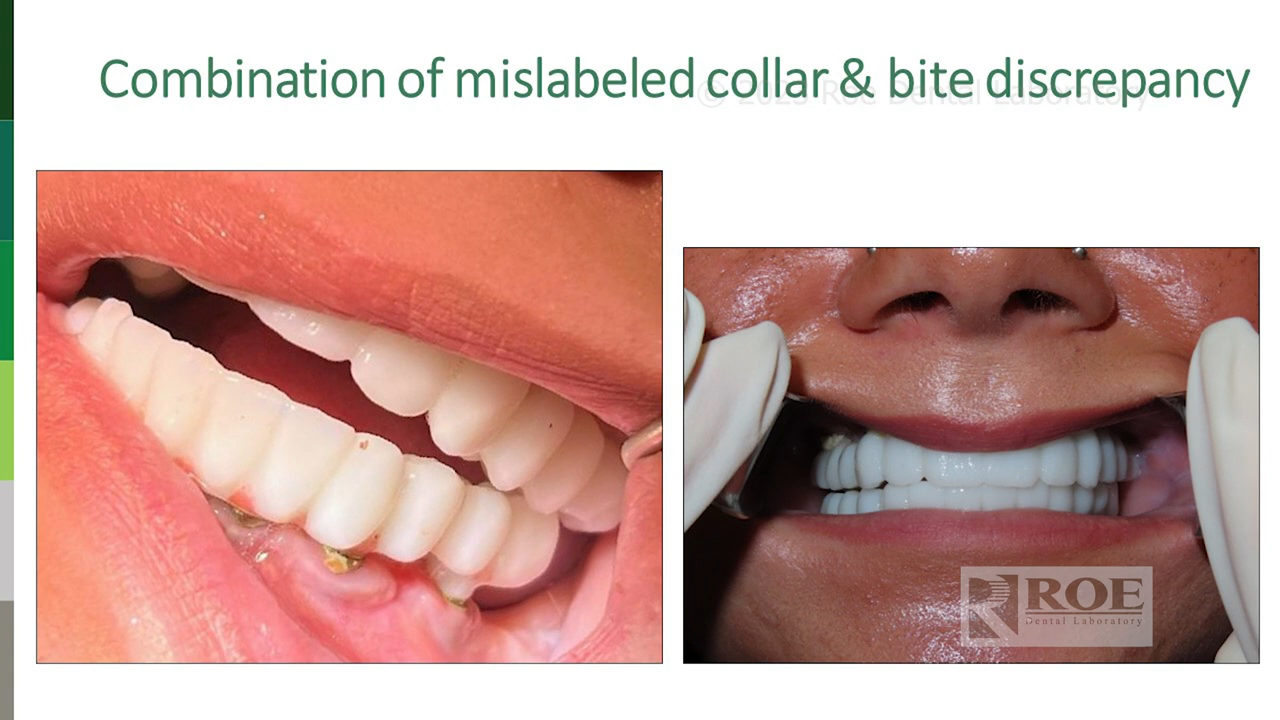 Combination of mislabeled collar & bite discrepancy
© 2023 Roe Dental Laboratory
ROE
Dental Laboratory